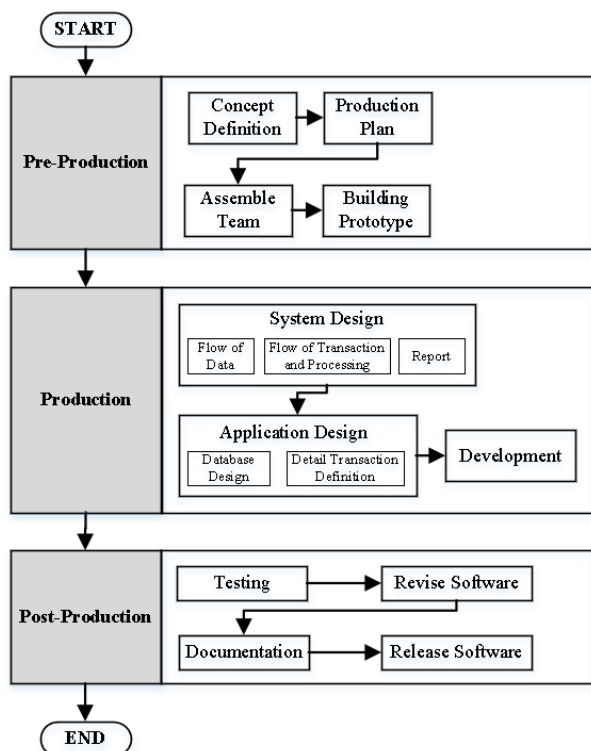 START
Pre-Production
Concept
Definition
Production
Plan
Assemble
Team
Building
Prototype
Production
System Design
Flow of
Data
Flow of Transaction
and Processing
Report
Application Design
Database
Design
Detail Transaction
Definition
Development
Post-Production
Testing
Revise Software
Documentation
Release Software
END